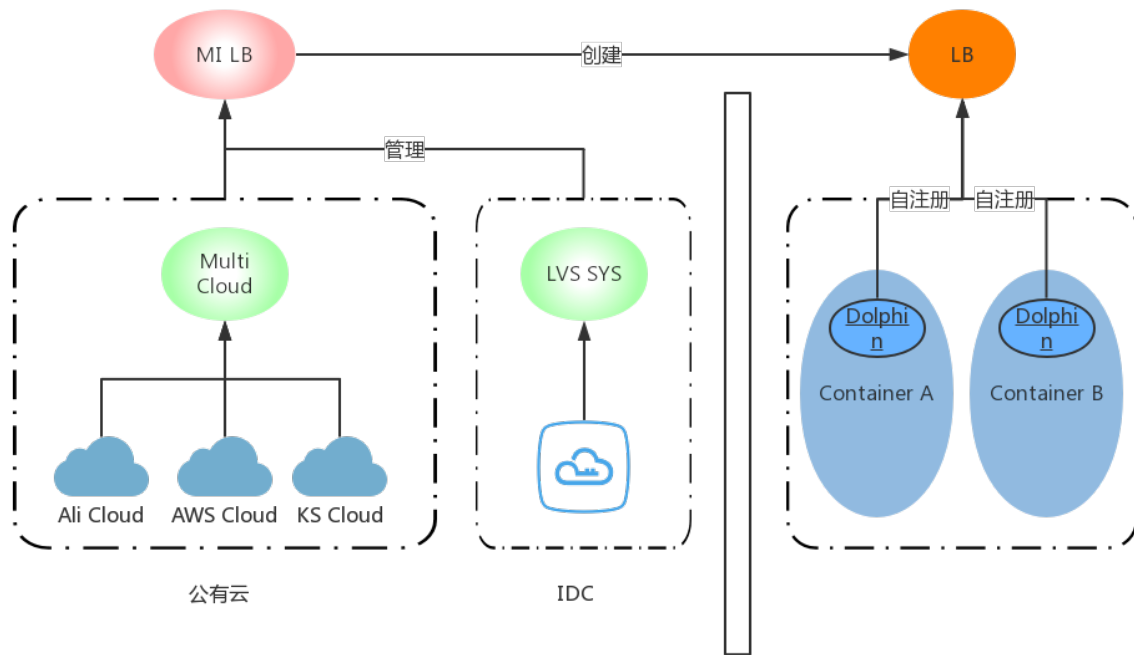 MI LB
创建
LB
管理
自注册
自注册
Multi
Cloud
LVS SYS
Dolphi
n
Dolphi
n
Container A
Container B
Ali Cloud
AWS Cloud
KS Cloud
公有云
IDC